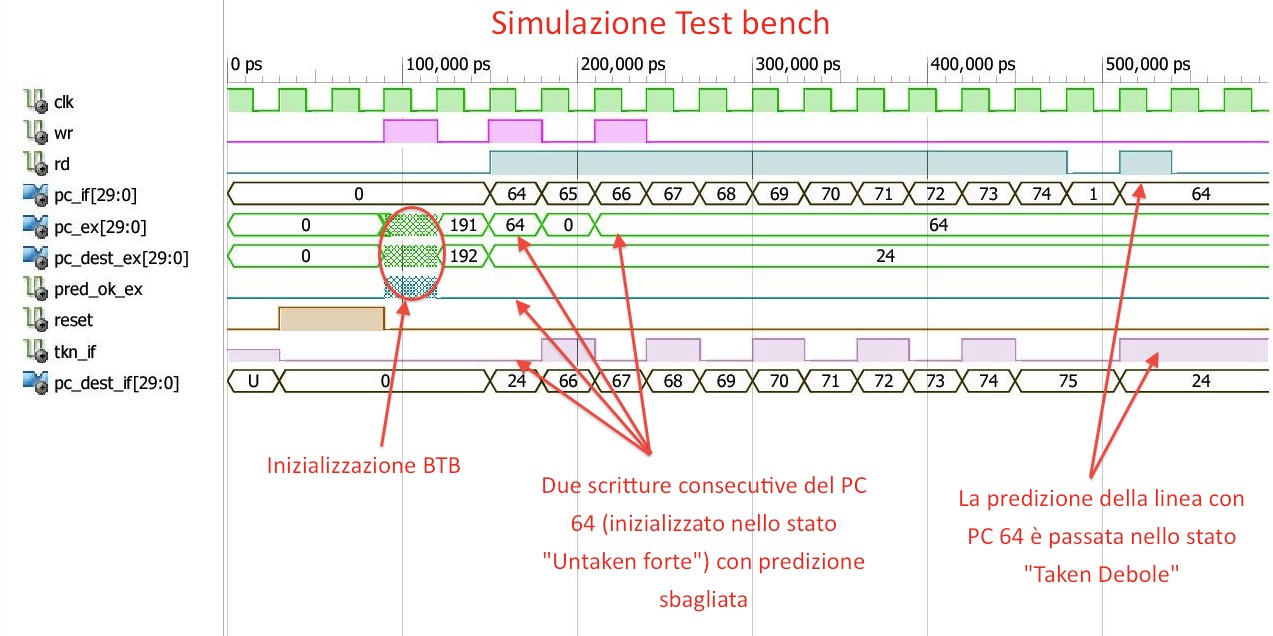 Simulazione Test bench
0 ps 100,000 ps 200,000 ps 300,000 ps 400,000 ps 500,000 ps
clk
wr
rd
pc_if[29:0] 0 64 65 66 67 68 69 70 71 72 73 74 1 64
pc_ex[29:0] 0 191 64 0 64
pc_dest_ex[29:0] 0 192 24
pred_ok_ex
reset
tkn_if
pc_dest_if[29:0] U 0 24 66 67 68 69 70 71 72 73 74 75 24
Inizializzazione BTB
Due scritture consecutive del PC
64 (inizializzato nello stato
"Untaken forte") con predizione
sbagliata
La predizione della linea con
PC 64 è passata nello stato
"Taken Debole"